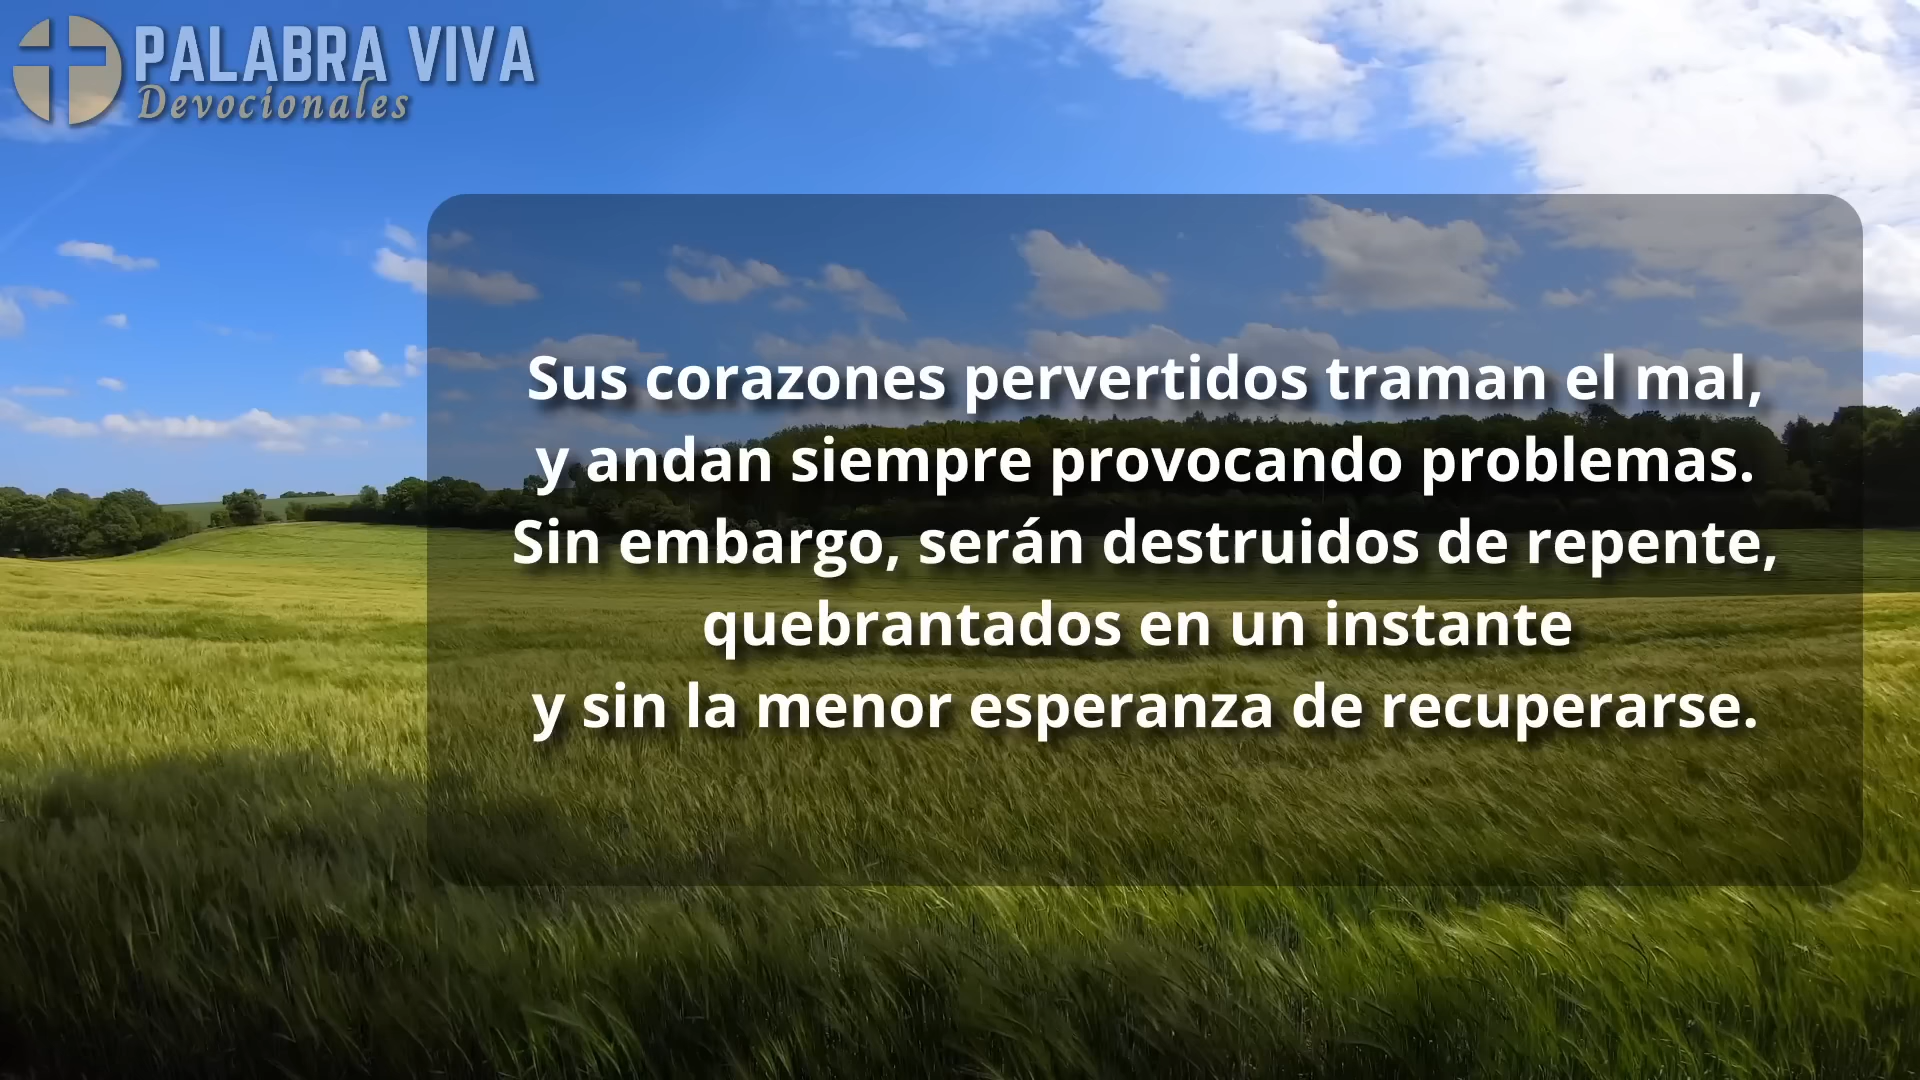 PALABRA VIVA
Devocionales
Sus corazones pervertidos traman el mal,
y andan siempre provocando problemas.
Sin embargo, serán destruidos de repente,
quebrantados en un instante
y sin la menor esperanza de recuperarse.